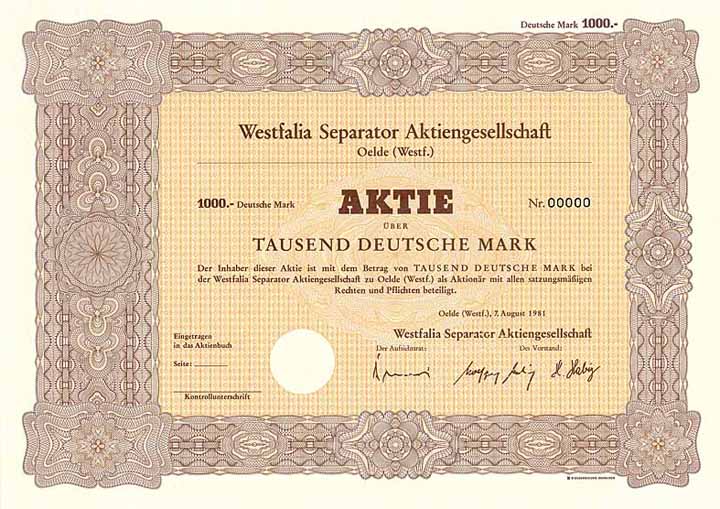 Deutsche Mark 1000.-
Westfalia Separator Aktiengesellschaft
Oelde (Westf.)
1000.- Deutsche Mark
AKTIE
Nr. 00000
ÜBER
TAUSEND DEUTSCHE MARK
Der Inhaber dieser Aktie ist mit dem Betrag von TAUSEND DEUTSCHE MARK bei
der Westfalia Separator Aktiengesellschaft zu Oelde (Westf.) als Aktionär mit allen satzungsmäßigen
Rechten und Pflichten beteiligt.
Oelde (Westf.), 7. August 1981
Westfalia Separator Aktiengesellschaft
Eingetragen
in das Aktienbuch
Der Aufsichtsrat:
Des Vorstand:
Seite:
Kontrollunterschrift